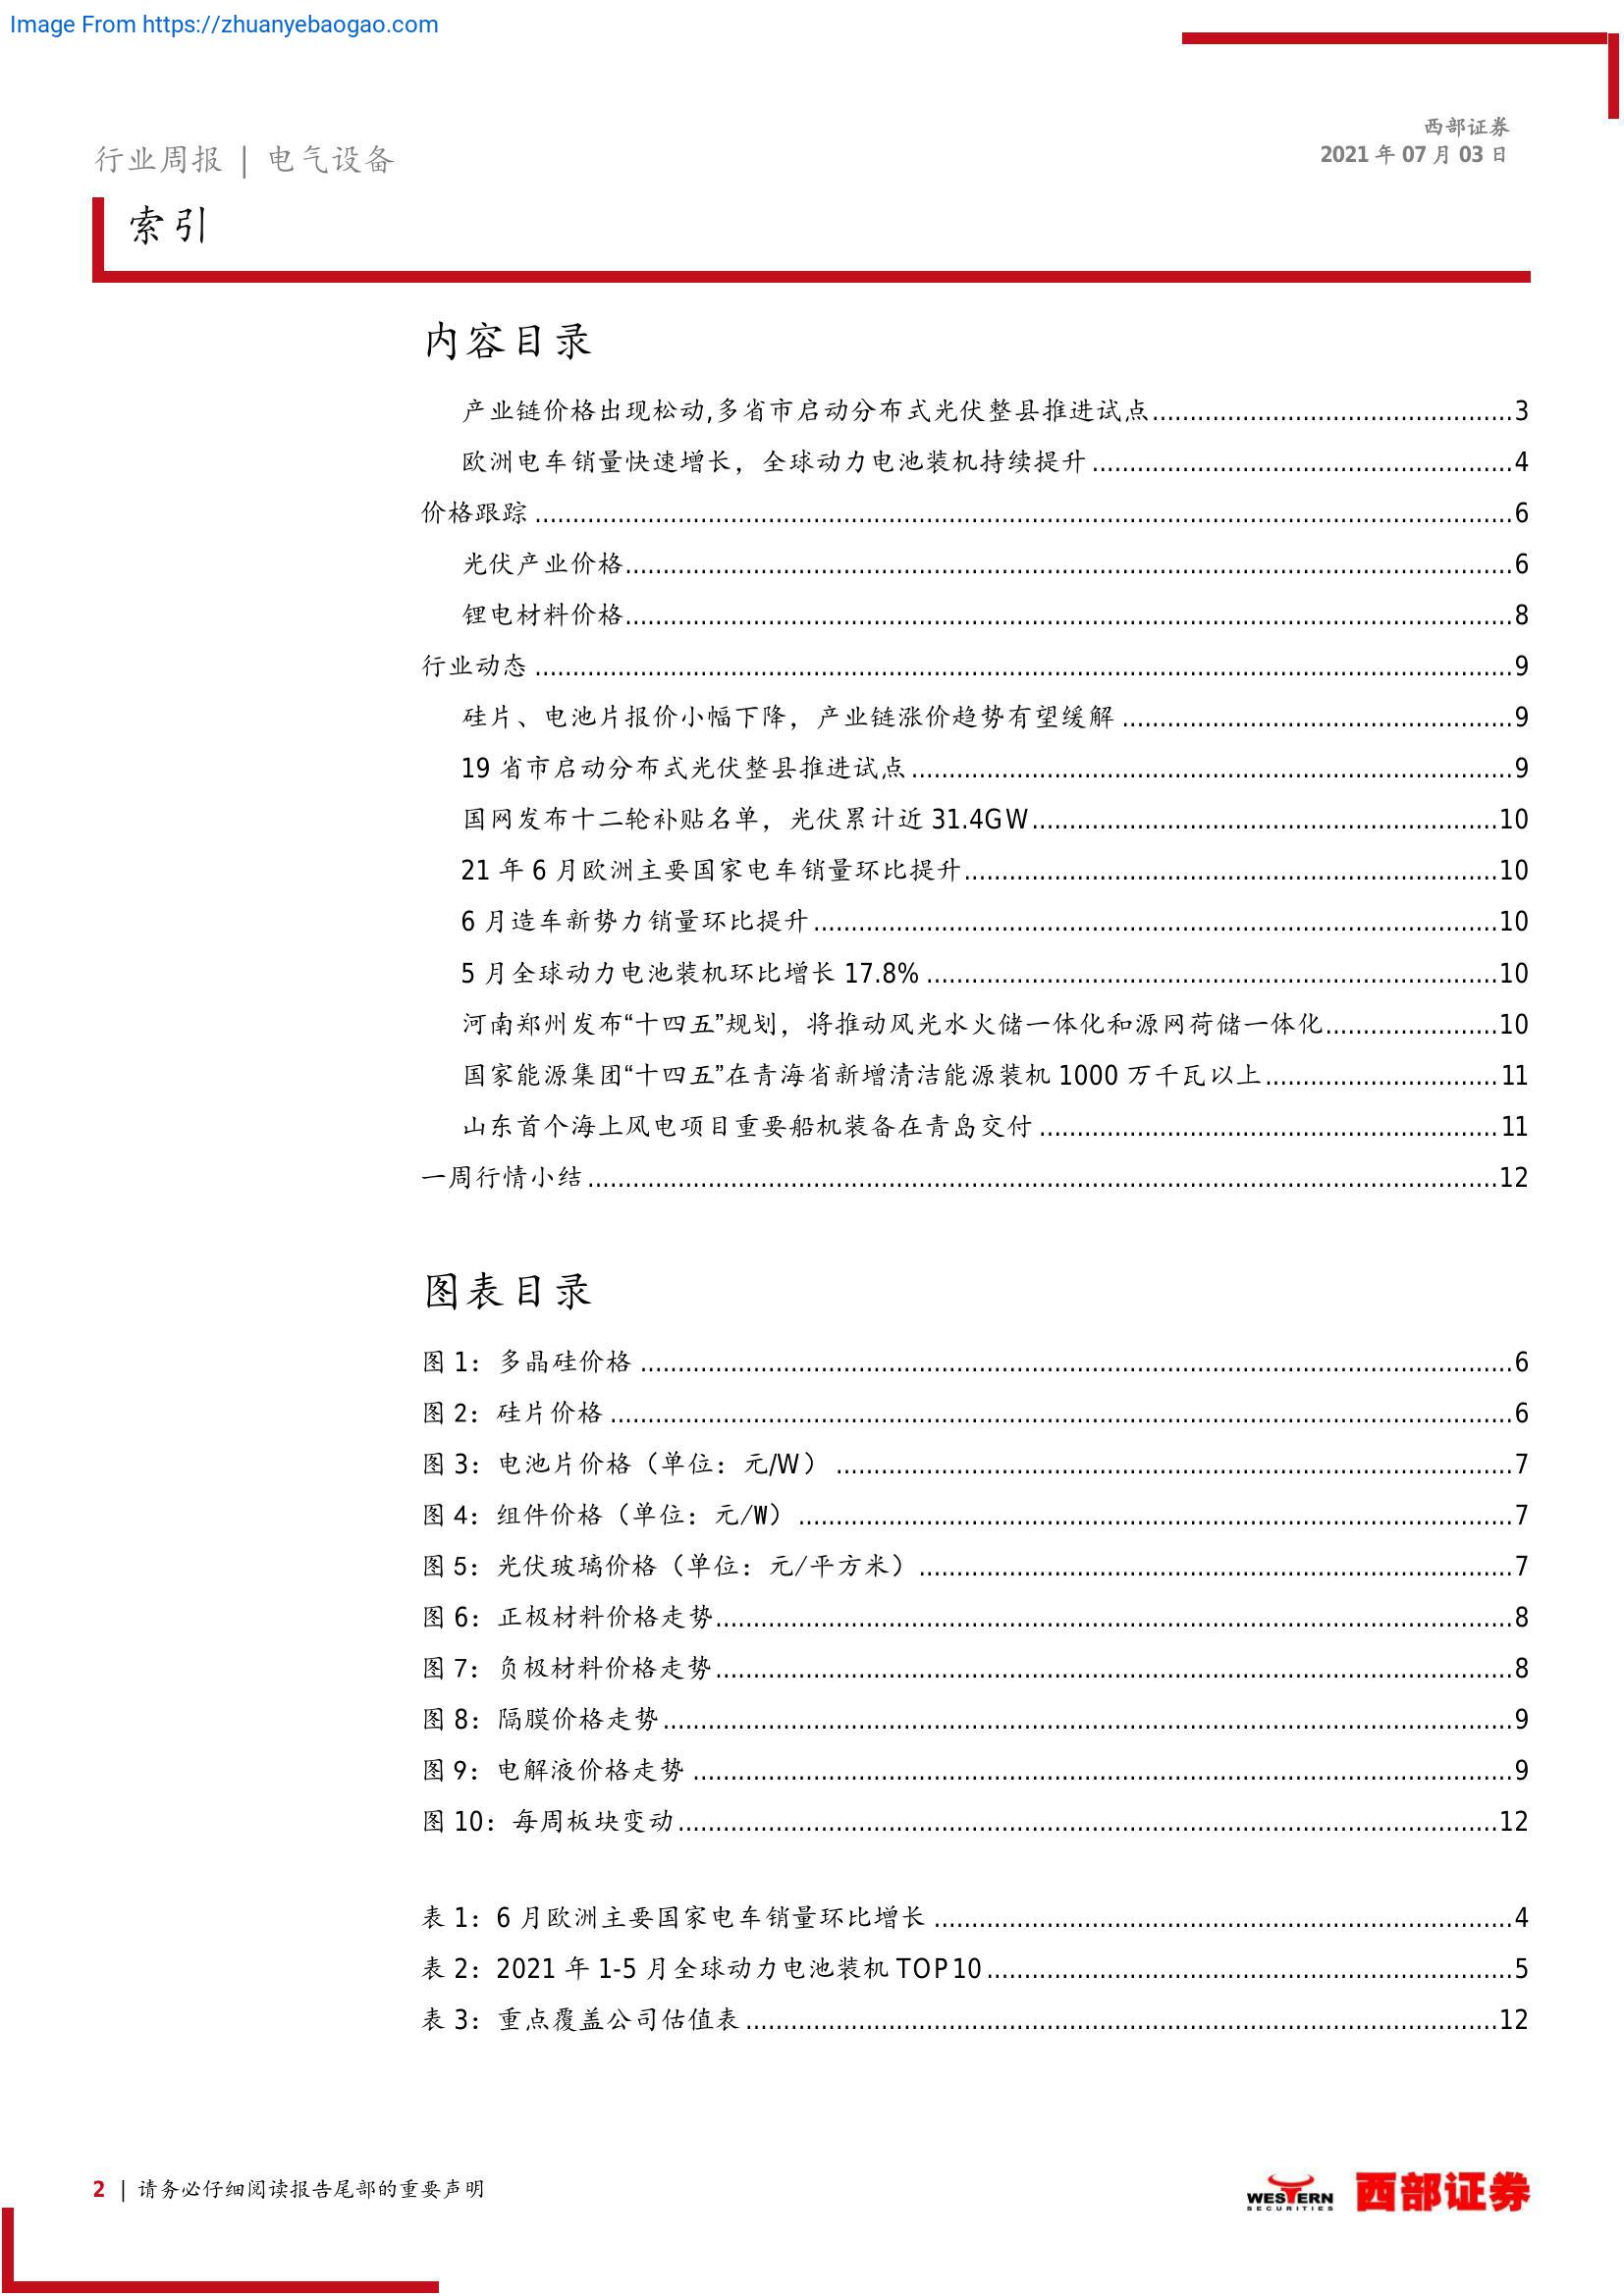 Image From https://zhuanyebaogao.com
西部证券
行业周报 | 电气设备
2021 年 07 月 03 日
索引
内容目录
产业链价格出现松动,多省市启动分布式光伏整县推进试点................................................3
欧洲电车销量快速增长，全球动力电池装机持续提升 ........................................................4
价格跟踪 ..................................................................................................................................6
光伏产业价格......................................................................................................................6
锂电材料价格......................................................................................................................8
行业动态 ..................................................................................................................................9
硅片、电池片报价小幅下降，产业链涨价趋势有望缓解 ....................................................9
19 省市启动分布式光伏整县推进试点................................................................................9
国网发布十二轮补贴名单，光伏累计近 31.4GW..............................................................10
21 年 6 月欧洲主要国家电车销量环比提升.......................................................................10
6 月造车新势力销量环比提升...........................................................................................10
5 月全球动力电池装机环比增长 17.8% ............................................................................10
河南郑州发布“十四五”规划，将推动风光水火储一体化和源网荷储一体化.......................10
国家能源集团“十四五”在青海省新增清洁能源装机 1000 万千瓦以上...............................11
山东首个海上风电项目重要船机装备在青岛交付 .............................................................11
一周行情小结.........................................................................................................................12
图表目录
图 1：多晶硅价格 ....................................................................................................................6
图 2：硅片价格 ........................................................................................................................6
图 3：电池片价格（单位：元/W） ..........................................................................................7
图 4：组件价格（单位：元/W） ...............................................................................................7
图 5：光伏玻璃价格（单位：元/平方米）...............................................................................7
图 6：正极材料价格走势..........................................................................................................8
图 7：负极材料价格走势..........................................................................................................8
图 8：隔膜价格走势.................................................................................................................9
图 9：电解液价格走势 .............................................................................................................9
图 10：每周板块变动.............................................................................................................12
表 1：6 月欧洲主要国家电车销量环比增长 .............................................................................4
表 2：2021 年 1-5 月全球动力电池装机 TOP10......................................................................5
表 3：重点覆盖公司估值表 ....................................................................................................12
2 | 请务必仔细阅读报告尾部的重要声明
WESTERN
SECURITIES
西部证券